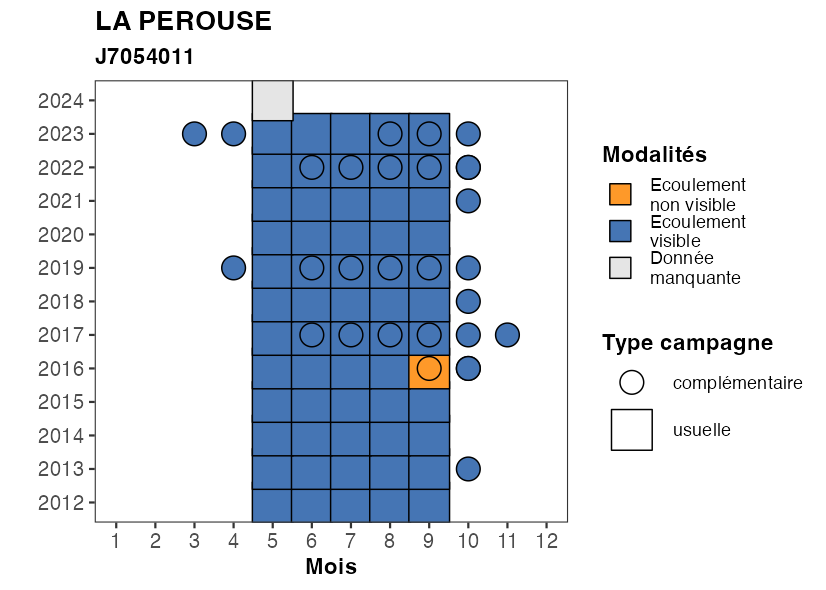 LA PEROUSE
J7054011
2024
2023
2022
2021
2020
2019
2018
2017
2016
2015
2014
2013
2012
1 2 3 4 5 6 7 8 9 10 11 12
Mois
Modalités
Ecoulement
non visible
Ecoulement
visible
Donnée
manquante
Type campagne
complémentaire
usuelle